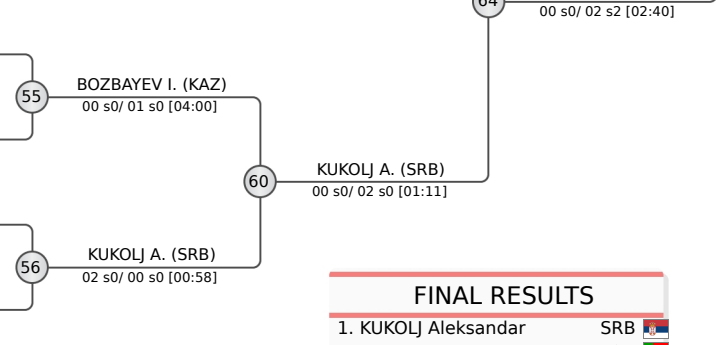 64
00 s0/ 02 s2 [02:40]
BOZBAYEV I. (KAZ)
55
00 s0/ 01 s0 [04:00]
KUKOLJ A. (SRB)
60
00 s0/ 02 s0 [01:11]
KUKOLJ A. (SRB)
56
02 s0/ 00 s0 [00:58]
FINAL RESULTS
1. KUKOLJ Aleksandar SRB